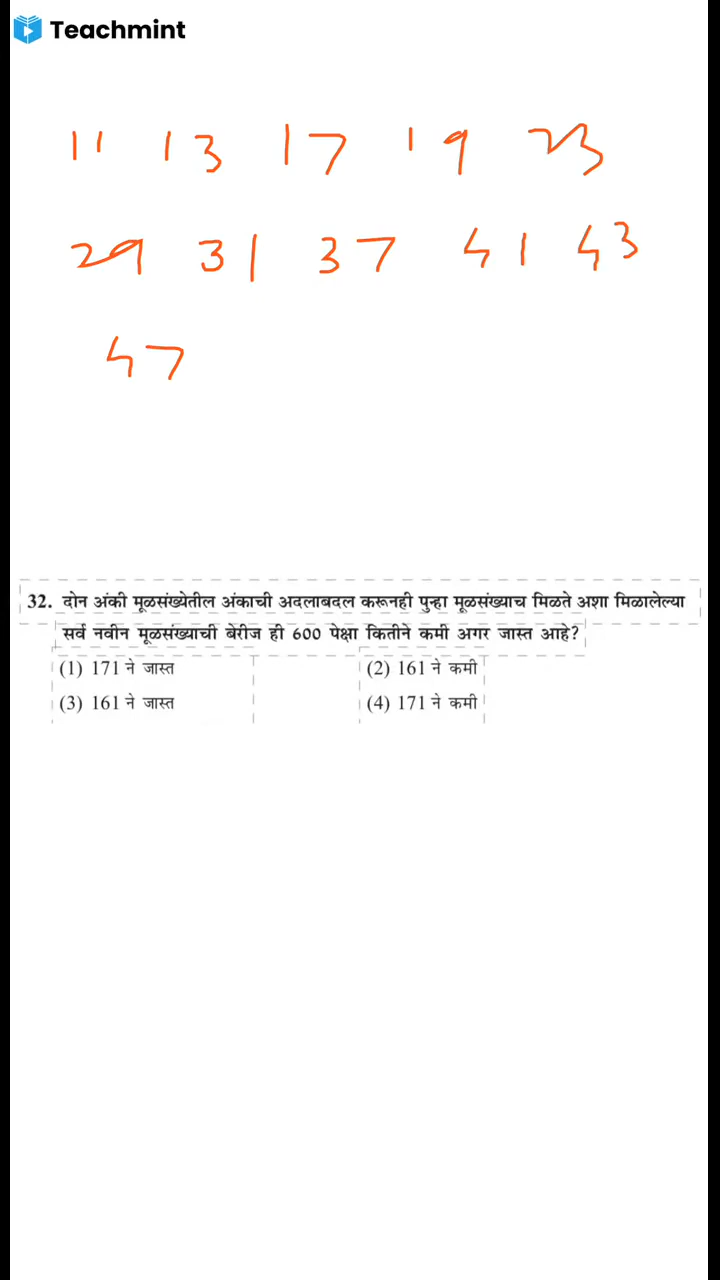 Teachmint
11 13 17 19 23
29 31 37 41 43
47
32. दोन अंकी मूळसंख्येतील अंकाची अदलाबदल करूनही पुन्हा मूळसंख्याच मिळते अशा मिळालेल्या
सर्व नवीन मूळसंख्याची बेरीज ही 600 पेक्षा कितीने कमी अगर जास्त आहे?
(1) 171 ने जास्त (2) 161 ने कमी
(3) 161 ने जास्त (4) 171 ने कमी